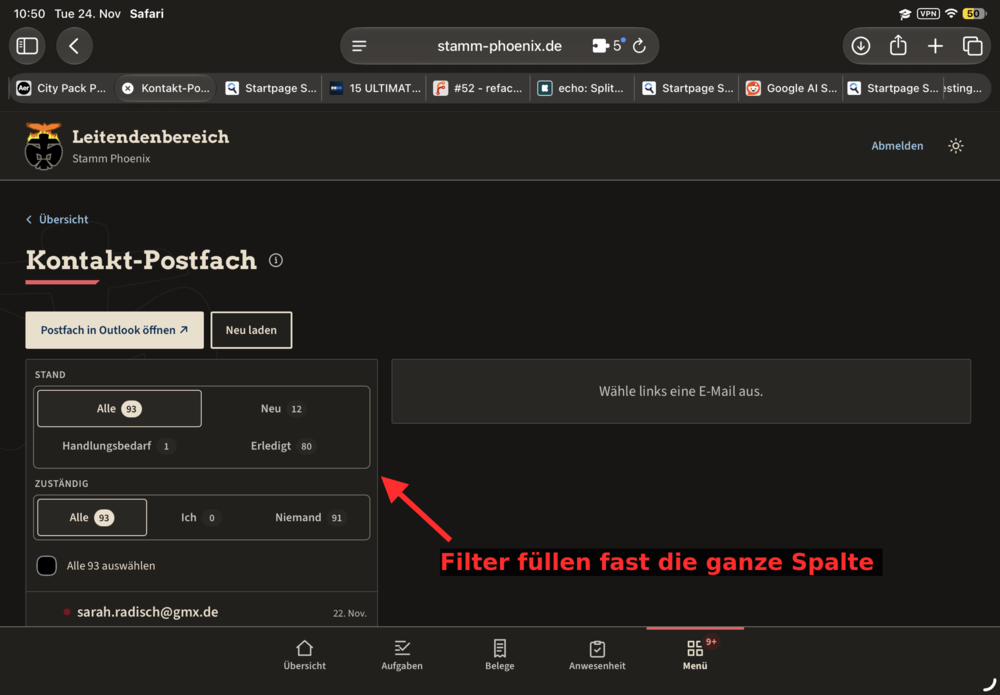 10:50 Tue 24. Nov Safari
VPN 50
stamm-phoenix.de 5
City Pack P... Kontakt-Po... Startpage S... 15 ULTIMAT... #52 - refac... echo: Split... Startpage S... Google AI S... Startpage S... esting...
Leitendenbereich
Stamm Phoenix
Abmelden
Übersicht
Kontakt-Postfach
Postfach in Outlook öffnen ↗ Neu laden
STAND
Wähle links eine E-Mail aus.
Alle 93 Neu 12
Handlungsbedarf 1 Erledigt 80
ZUSTÄNDIG
Alle 93 Ich 0 Niemand 91
Filter füllen fast die ganze Spalte
Alle 93 auswählen
sarah.radisch@gmx.de 22. Nov.
9+
Übersicht Aufgaben Belege Anwesenheit Menü